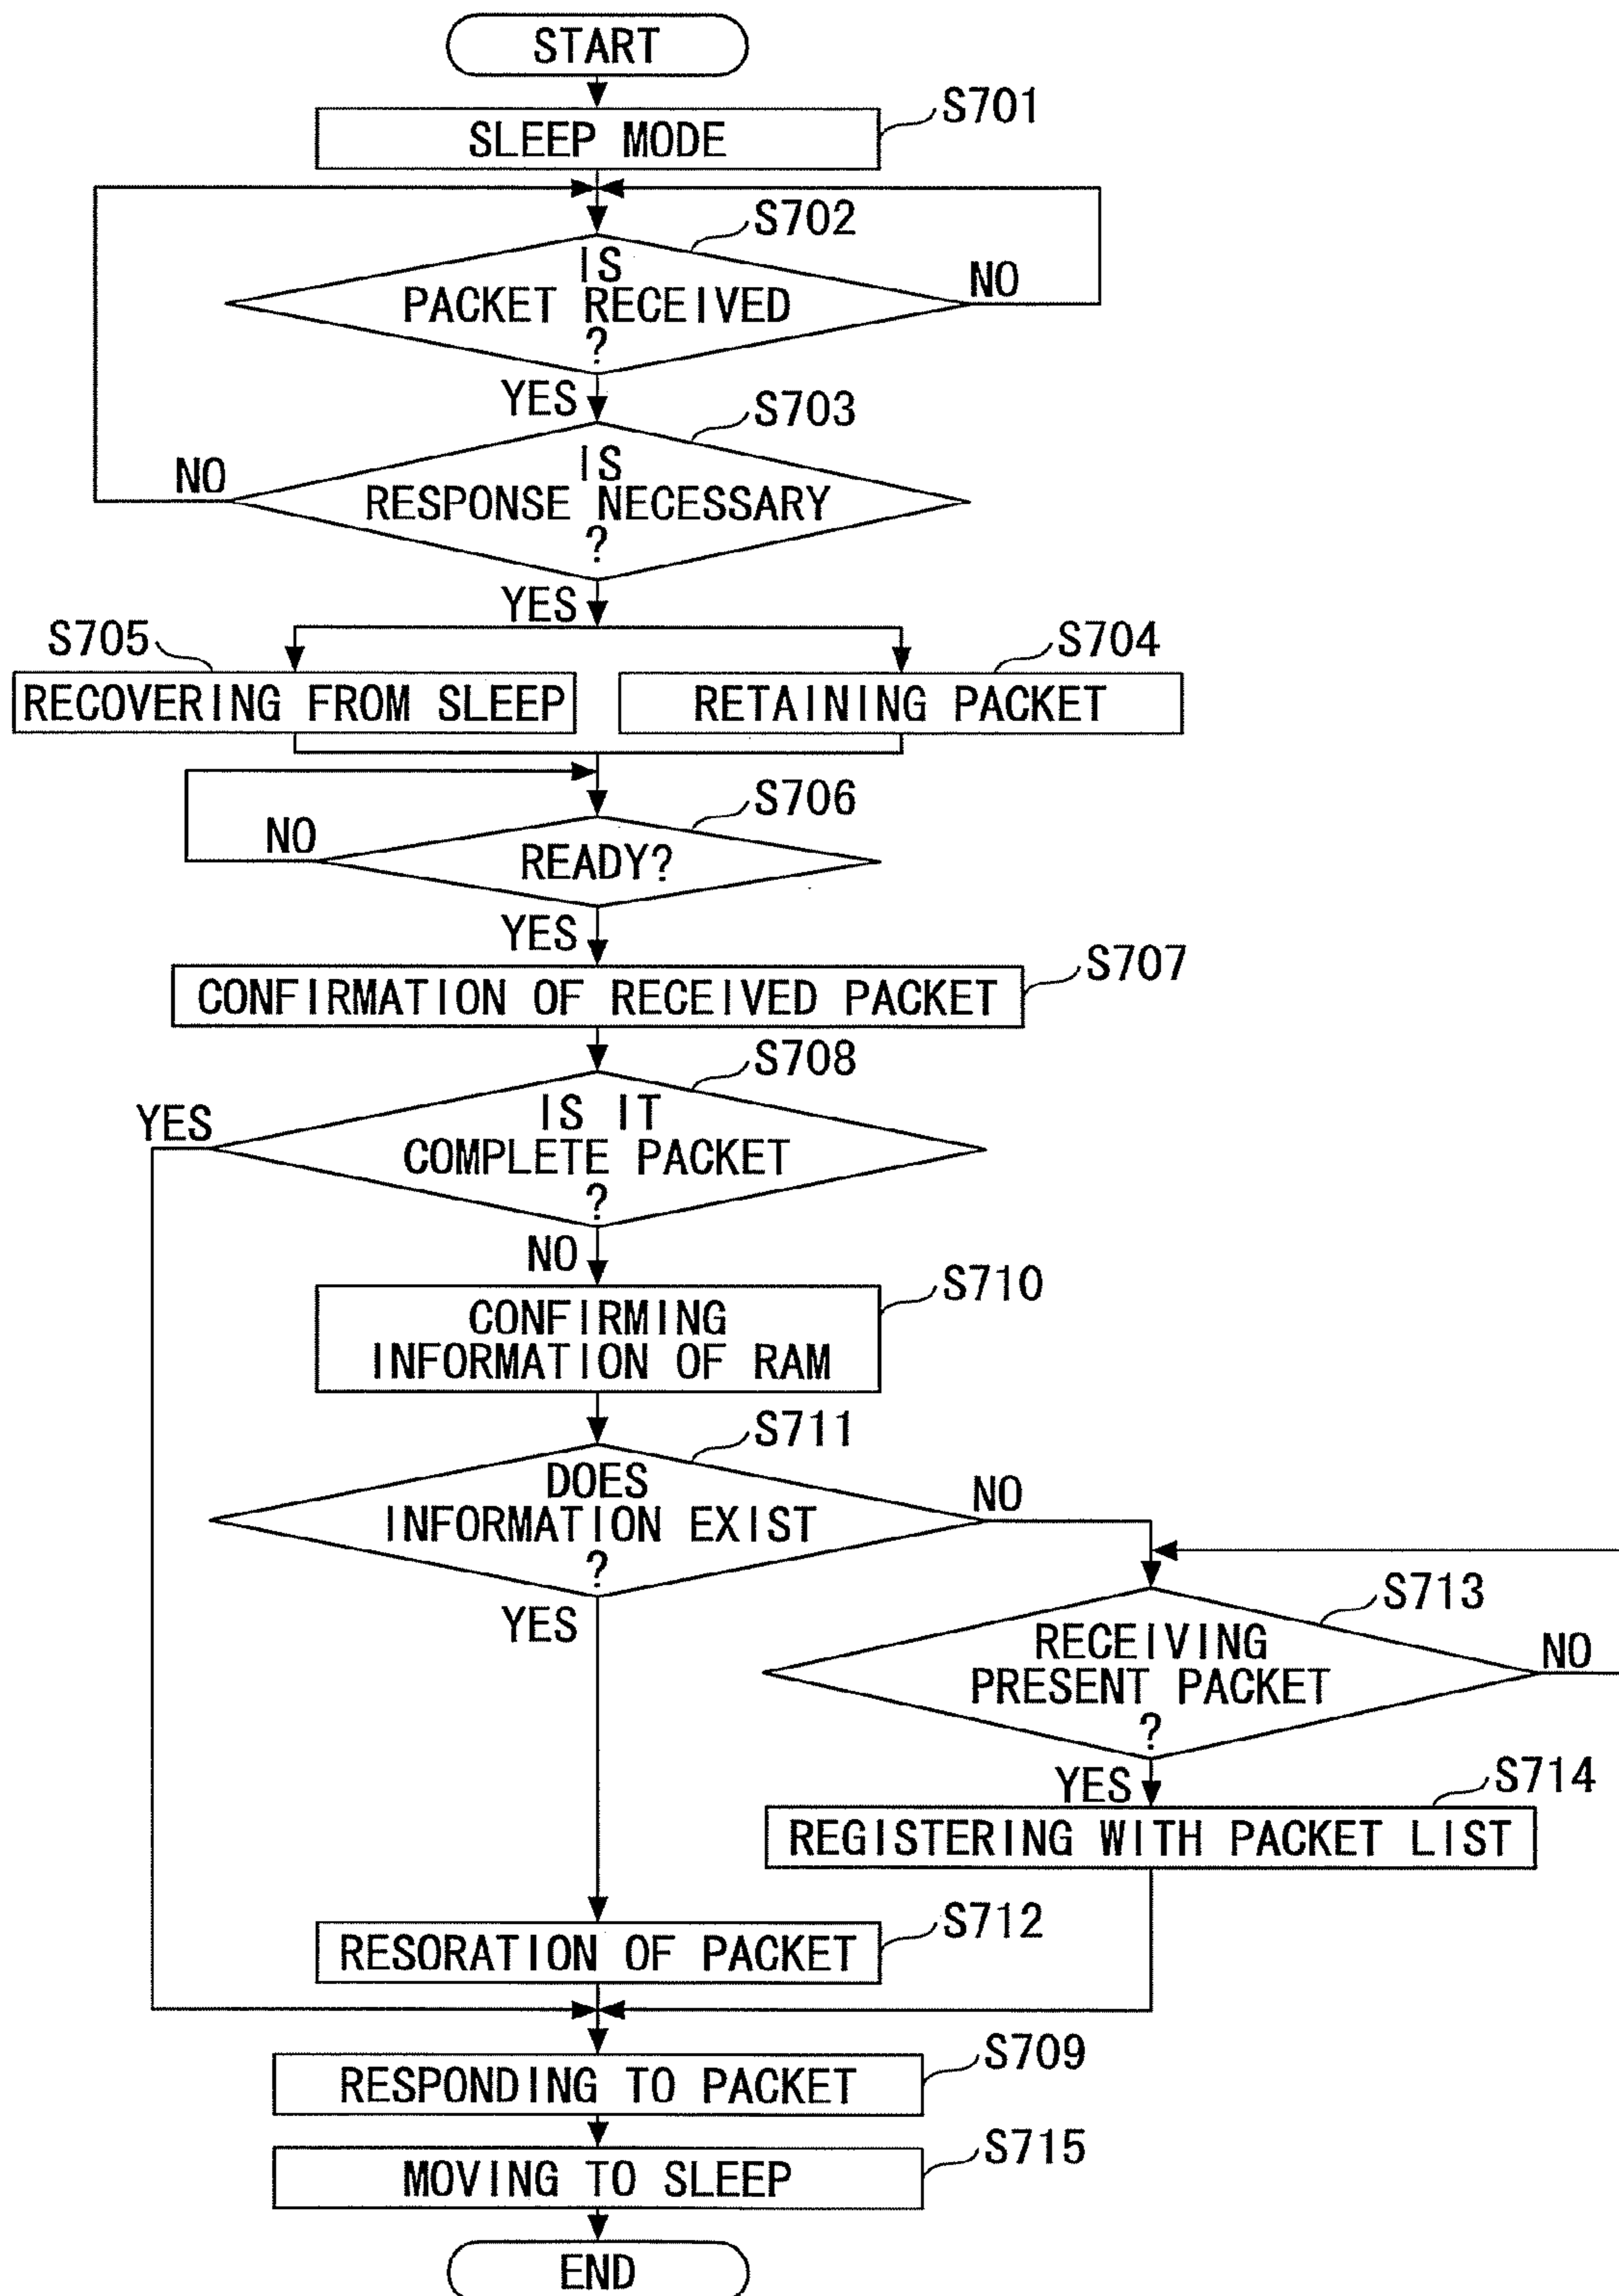 START
S701
SLEEP MODE
S702
IS
PACKET RECEIVED
?
NO
YES
S703
IS
RESPONSE NECESSARY
?
NO
YES
S705
S704
RECOVERING FROM SLEEP
RETAINING PACKET
S706
NO
READY?
YES
S707
CONFIRMATION OF RECEIVED PACKET
S708
YES
IS IT
COMPLETE PACKET
?
NO
S710
CONFIRMING
INFORMATION OF RAM
S711
DOES
INFORMATION EXIST
?
NO
YES
S713
RECEIVING
PRESENT PACKET
?
NO
YES
S714
REGISTERING WITH PACKET LIST
S712
RESORATION OF PACKET
S709
RESPONDING TO PACKET
S715
MOVING TO SLEEP
END